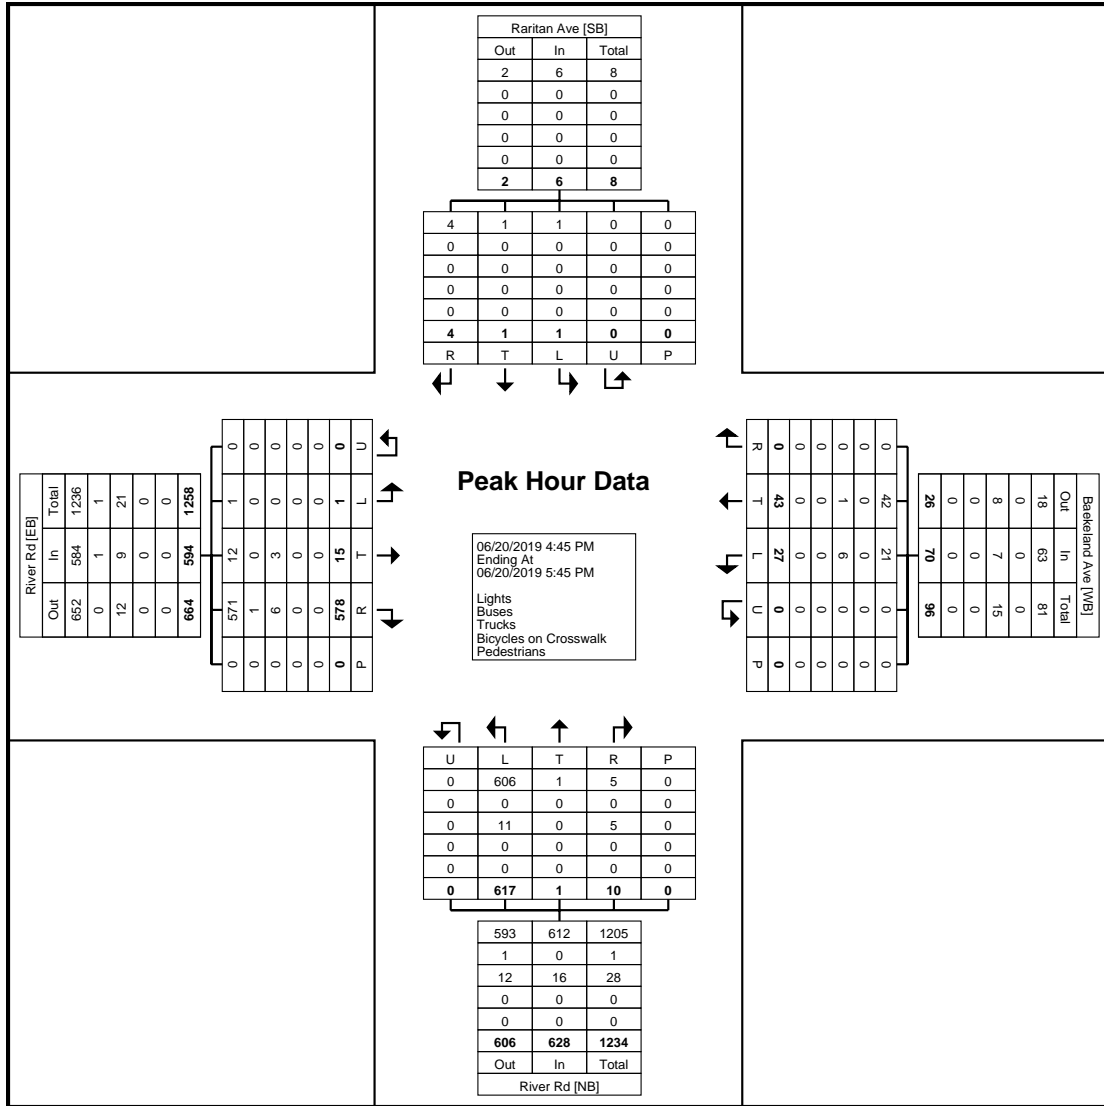 Raritan Ave [SB]
Out In Total
2 6 8
0 0 0
0 0 0
0 0 0
0 0 0
2 6 8
4 1 1 0 0
0 0 0 0 0
0 0 0 0 0
0 0 0 0 0
0 0 0 0 0
4 1 1 0 0
R T L U P
River Rd [EB]
Out In Total
652 584 1236
0 1 1
12 9 21
0 0 0
0 0 0
664 594 1258
0 571 12 1 0
0 1 0 0 0
0 6 3 0 0
0 0 0 0 0
0 0 0 0 0
0 578 15 1 0
P R T L U
Peak Hour Data
06/20/2019 4:45 PM
Ending At
06/20/2019 5:45 PM
Lights
Buses
Trucks
Bicycles on Crosswalk
Pedestrians
Baekeland Ave [WB]
Out In Total
18 63 81
0 0 0
8 7 15
0 0 0
0 0 0
26 70 96
0 42 21 0 0
0 0 0 0 0
0 1 6 0 0
0 0 0 0 0
0 0 0 0 0
0 43 27 0 0
R T L U P
U L T R P
0 606 1 5 0
0 0 0 0 0
0 11 0 5 0
0 0 0 0 0
0 0 0 0 0
0 617 1 10 0
593 612 1205
1 0 1
12 16 28
0 0 0
0 0 0
606 628 1234
Out In Total
River Rd [NB]